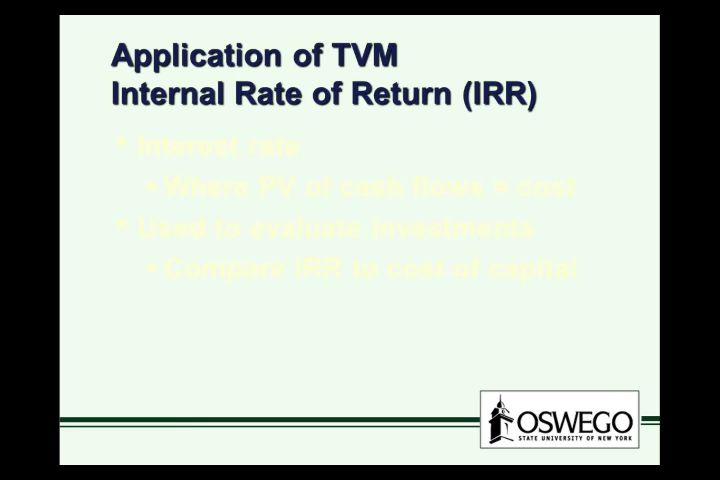 Application of TVM
Internal Rate of Return (IRR)
• Interest rate
• Where PV of cash flows = cost
• Used to evaluate investments
• Compare IRR to cost of capital
OSWEGO
STATE UNIVERSITY OF NEW YORK